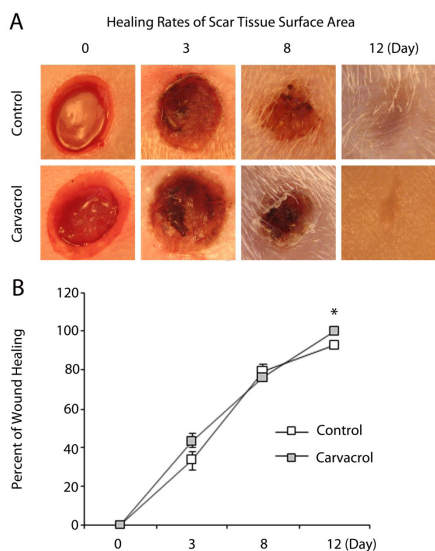 A
Healing Rates of Scar Tissue Surface Area
0 3 8 12 (Day)
Control
Carvacrol
B
Percent of Wound Healing
120
100
80
60
40
20
0
*
Control
Carvacrol
0 3 8 12 (Day)